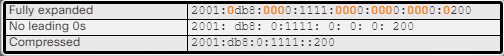 Fully expanded 2001:0db8:0000:1111:0000:0000:0000:0200
No leading 0s 2001: db8: 0:1111: 0: 0: 0: 200
Compressed 2001:db8:0:1111::200